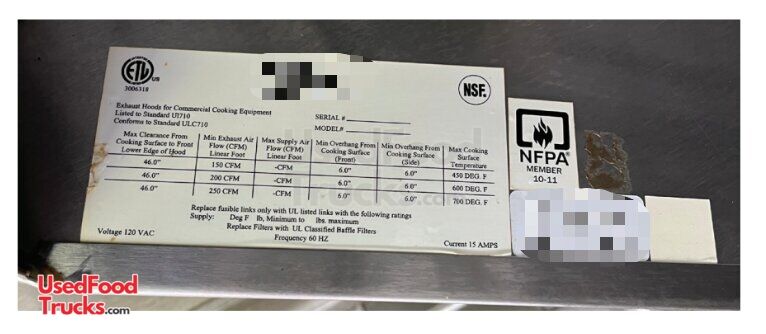 ETL US
3006318
NSF.
Exhaust Hoods for Commercial Cooking Equipment
Listed to Standard Ul710
Conforms to Standard ULC710
SERIAL #
MODEL#
Max Clearance From Cooking Surface to Front Lower Edge of Hood
Min Exhaust Air Flow (CFM) Linear Foot
Max Supply Air Flow (CFM) Linear Foot
Min Overhang From Cooking Surface (Front)
Min Overhang From Cooking Surface (Side)
Max Cooking Surface Temperature
46.0" 150 CFM -CFM 6.0" 6.0" 450 DEG. F
46.0" 200 CFM -CFM 6.0" 6.0" 600 DEG. F
46.0" 250 CFM -CFM 6.0" 6.0" 700 DEG. F
Replace fusible links only with UL listed links with the following ratings
Supply: Deg F lb, Minimum to lbs. maximum
Replace Filters with UL Classified Baffle Filters
Voltage 120 VAC Frequency 60 HZ Current 15 AMPS
NFPA
MEMBER
10-11
UsedFood
Trucks.com
UsedFood
Trucks.com